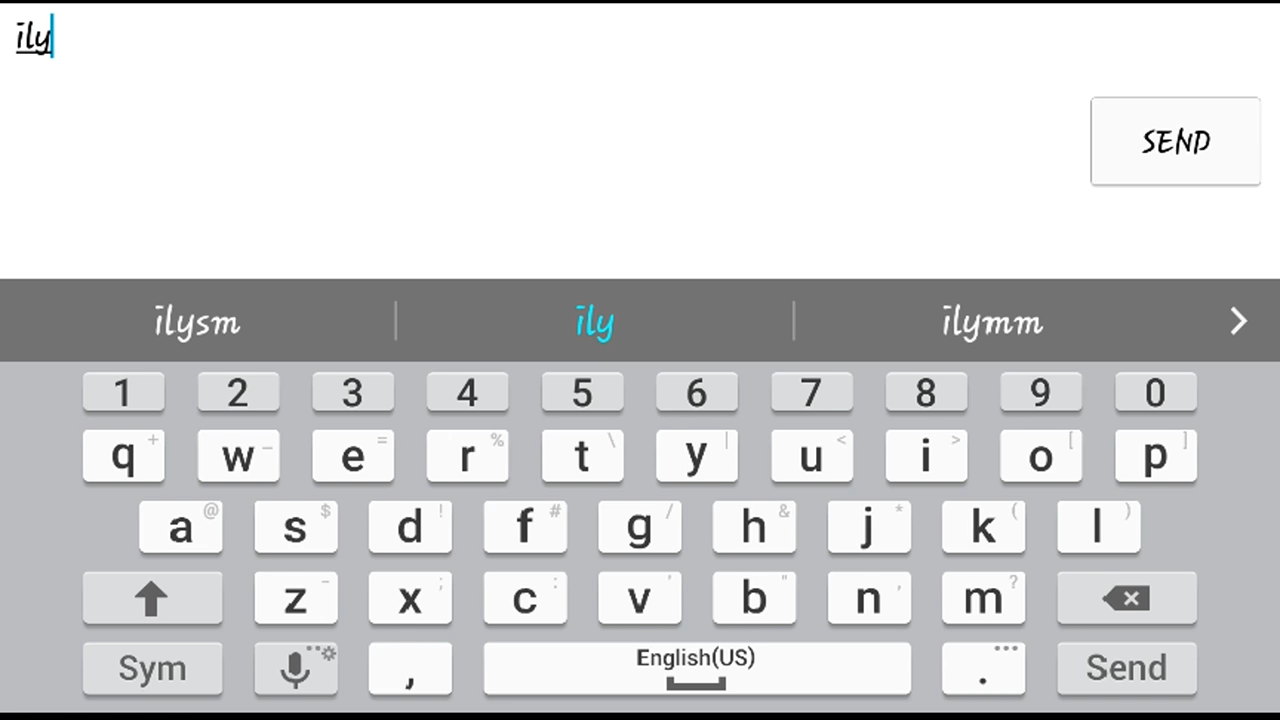 ily
SEND
ilysm ily ilymm
1 2 3 4 5 6 7 8 9 0
q + w - e = r % t \ y | u < i > o [ p ]
a @ s $ d ! f # g / h & j * k ( l )
z - x ; c : v ' b " n , m ?
Sym , English(US) . ... Send